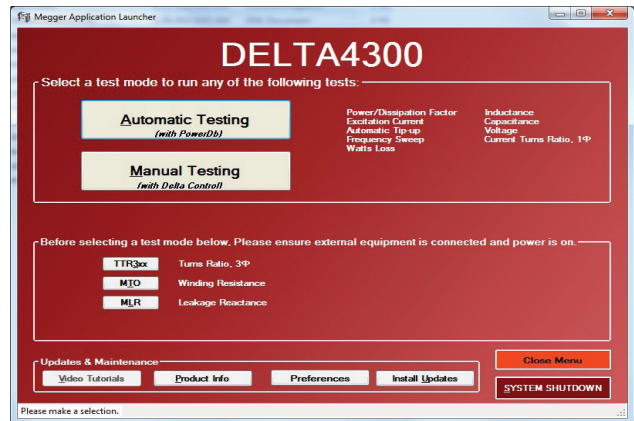 Megger Application Launcher
DELTA4300
Select a test mode to run any of the following tests:
Automatic Testing
(with PowerDb)
Power/Dissipation Factor
Excitation Current
Automatic Tip-up
Frequency Sweep
Watts Loss
Inductance
Capacitance
Voltage
Current Turns Ratio, 1Φ
Manual Testing
(with Delta Control)
Before selecting a test mode below, Please ensure external equipment is connected and power is on.
TTR3xx Turns Ratio, 3Φ
MTO Winding Resistance
MLR Leakage Reactance
Updates & Maintenance
Video Tutorials Product Info Preferences Install Updates
Close Menu
SYSTEM SHUTDOWN
Please make a selection.